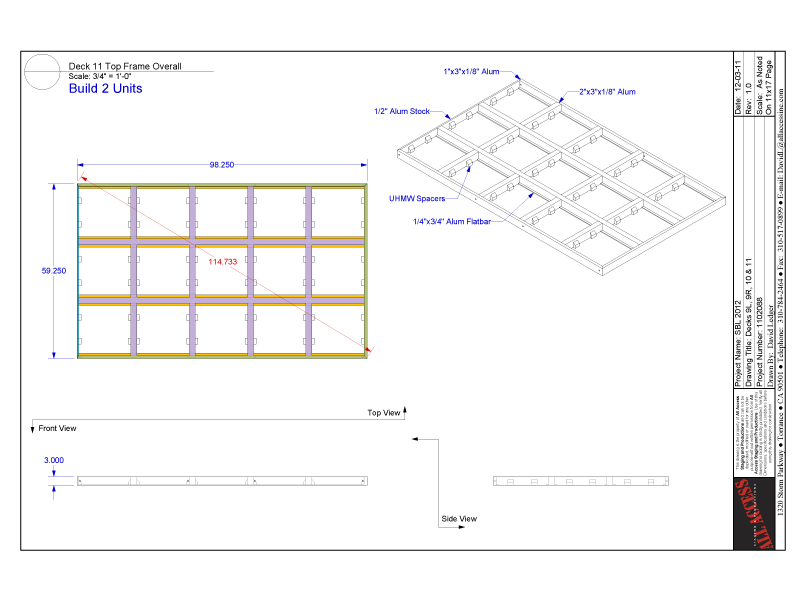 Deck 11 Top Frame Overall
Scale: 3/4" = 1'-0"
Build 2 Units
1"x3"x1/8" Alum
2"x3"x1/8" Alum
1/2" Alum Stock
UHMW Spacers
1/4"x3/4" Alum Flatbar
98.250
59.250
114.733
Top View
Front View
3.000
Side View
Date: 12-03-11
Rev: 1.0
Scale: As Noted
On 11x17 Page
Project Name: SBL 2012
Drawing Title: Decks 9L, 9R, 10 & 11
Project Number: 1102088
Drawn By: David Ledger
ALL ACCESS
1320 Storm Parkway ● Torrance ● CA 90501 ● Telephone: 310-784-2464 ● Fax: 310-517-0899 ● E-mail: DavidL@allaccessinc.com